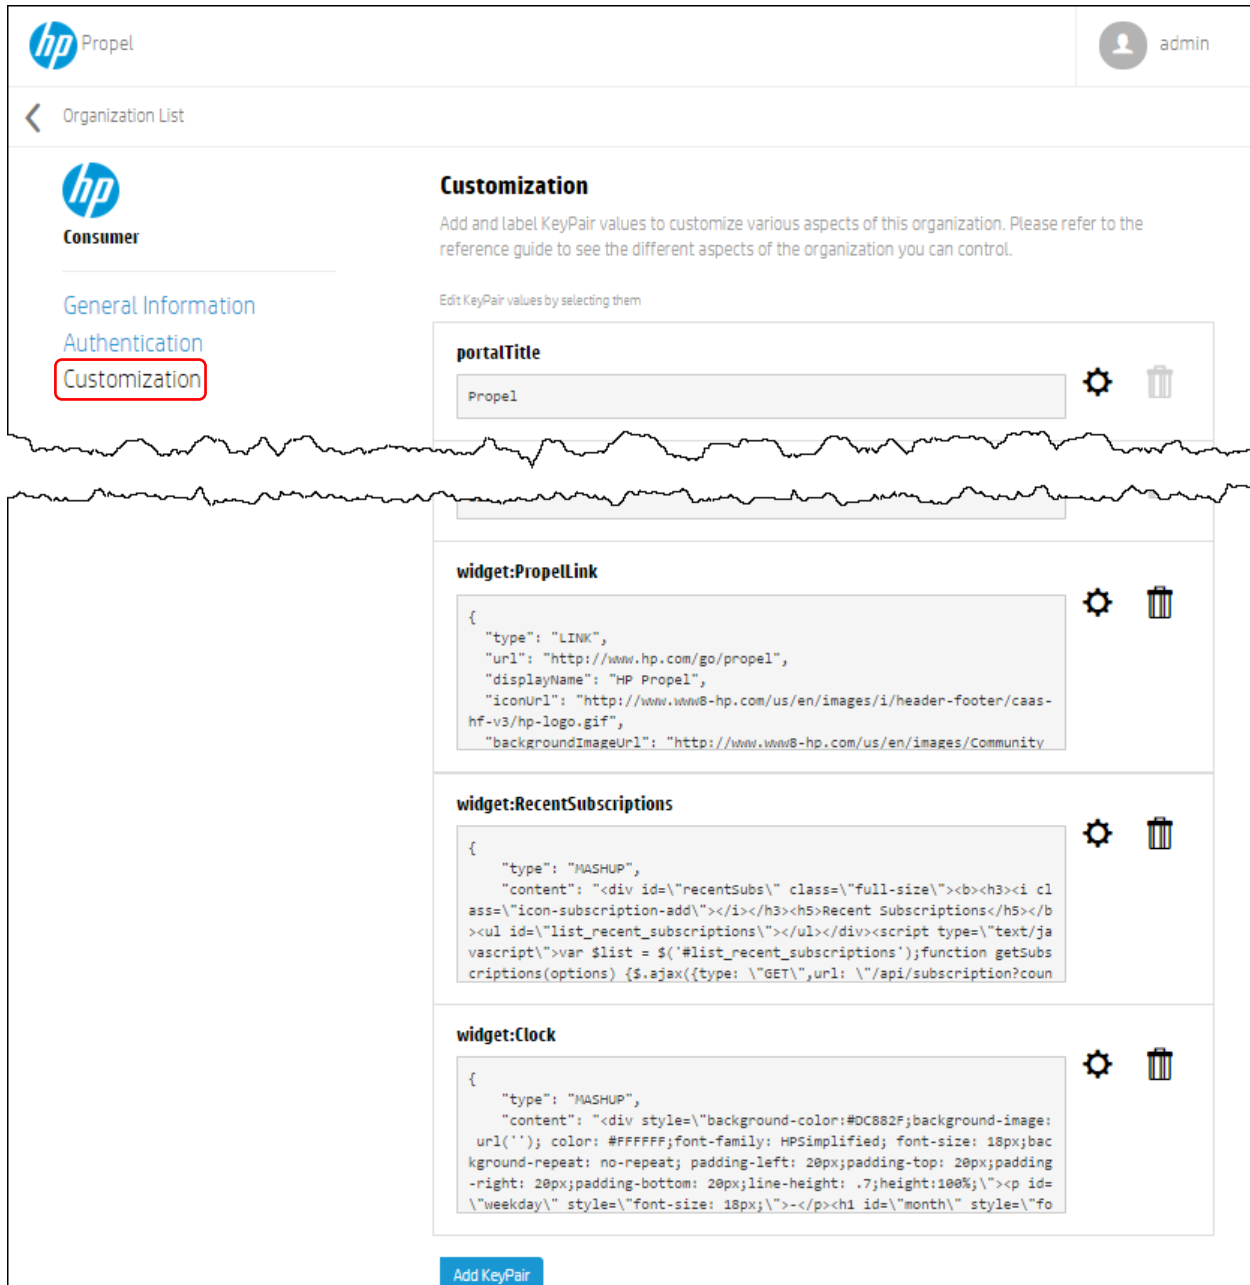 hp Propel
admin
Organization List
hp
Consumer
General Information
Authentication
Customization
Customization
Add and label KeyPair values to customize various aspects of this organization. Please refer to the
reference guide to see the different aspects of the organization you can control.
Edit KeyPair values by selecting them
portalTitle
Propel
widget:PropelLink
{
"type": "LINK",
"url": "http://www.hp.com/go/propel",
"displayName": "HP Propel",
"iconUrl": "http://www.www8-hp.com/us/en/images/i/header-footer/caas-
hf-v3/hp-logo.gif",
"backgroundImageUrl": "http://www.www8-hp.com/us/en/images/Community
widget:RecentSubscriptions
{
"type": "MASHUP",
"content": "<div id=\"recentSubs\" class=\"full-size\"><b><h3><i cl
ass=\"icon-subscription-add\"></i></h3><h5>Recent Subscriptions</h5></b
><ul id=\"list_recent_subscriptions\"></ul></div><script type=\"text/ja
vascript\">var $list = $('#list_recent_subscriptions');function getSubs
criptions(options) {$.ajax({type: \"GET\",url: \"/api/subscription?coun
widget:Clock
{
"type": "MASHUP",
"content": "<div style=\"background-color:#DC882F;background-image:
url(''); color: #FFFFFF;font-family: HPSimplified; font-size: 18px;bac
kground-repeat: no-repeat; padding-left: 20px;padding-top: 20px;padding
-right: 20px;padding-bottom: 20px;line-height: .7;height:100%;\"><p id=
\"weekday\" style=\"font-size: 18px;\">-</p><h1 id=\"month\" style=\"fo
Add KeyPair